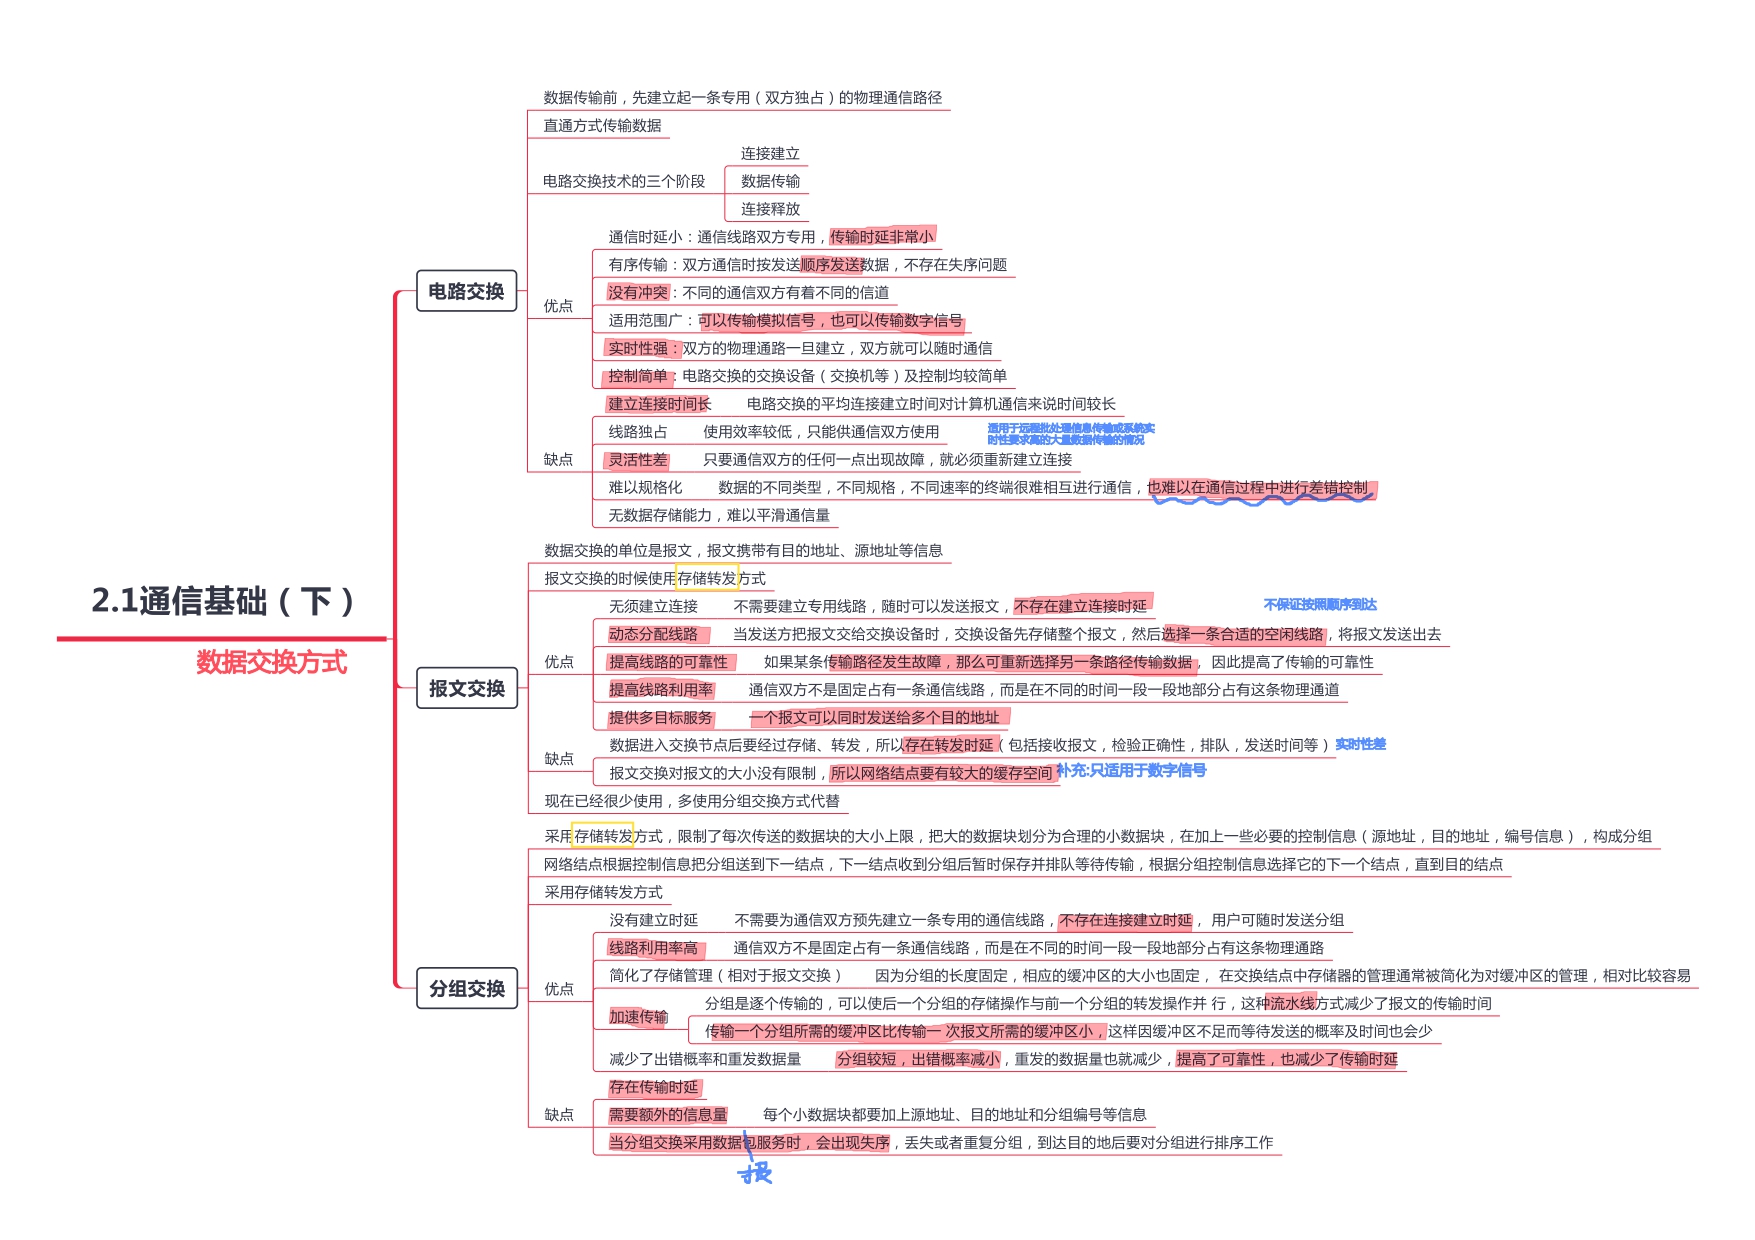 数据传输前，先建立起一条专用（双方独占）的物理通信路径
直通方式传输数据
连接建立
电路交换技术的三个阶段
数据传输
连接释放
通信时延小：通信线路双方专用，传输时延非常小
有序传输：双方通信时按发送顺序发送数据，不存在失序问题
电路交换
没有冲突：不同的通信双方有着不同的信道
优点
适用范围广：可以传输模拟信号，也可以传输数字信号
实时性强：双方的物理通路一旦建立，双方就可以随时通信
控制简单：电路交换的交换设备（交换机等）及控制均较简单
建立连接时间长 电路交换的平均连接建立时间对计算机通信来说时间较长
线路独占 使用效率较低，只能供通信双方使用
适用于远程批处理信息传输或系统实
时性要求高的大量数据传输的情况
缺点
灵活性差 只要通信双方的任何一点出现故障，就必须重新建立连接
难以规格化 数据的不同类型，不同规格，不同速率的终端很难相互进行通信，也难以在通信过程中进行差错控制
无数据存储能力，难以平滑通信量
2.1通信基础（下）
数据交换方式
数据交换的单位是报文，报文携带有目的地址、源地址等信息
报文交换的时候使用存储转发方式
无须建立连接 不需要建立专用线路，随时可以发送报文，不存在建立连接时延
不保证按照顺序到达
动态分配线路 当发送方把报文交给交换设备时，交换设备先存储整个报文，然后选择一条合适的空闲线路，将报文发送出去
优点
提高线路的可靠性 如果某条传输路径发生故障，那么可重新选择另一条路径传输数据，因此提高了传输的可靠性
报文交换
提高线路利用率 通信双方不是固定占有一条通信线路，而是在不同的时间一段一段地部分占有这条物理通道
提供多目标服务 一个报文可以同时发送给多个目的地址
数据进入交换节点后要经过存储、转发，所以存在转发时延（包括接收报文，检验正确性，排队，发送时间等）
实时性差
缺点
报文交换对报文的大小没有限制，所以网络结点要有较大的缓存空间
补充:只适用于数字信号
现在已经很少使用，多使用分组交换方式代替
采用存储转发方式，限制了每次传送的数据块的大小上限，把大的数据块划分为合理的小数据块，在加上一些必要的控制信息（源地址，目的地址，编号信息），构成分组
网络结点根据控制信息把分组送到下一结点，下一结点收到分组后暂时保存并排队等待传输，根据分组控制信息选择它的下一个结点，直到目的结点
采用存储转发方式
没有建立时延 不需要为通信双方预先建立一条专用的通信线路，不存在连接建立时延，用户可随时发送分组
线路利用率高 通信双方不是固定占有一条通信线路，而是在不同的时间一段一段地部分占有这条物理通路
简化了存储管理（相对于报文交换） 因为分组的长度固定，相应的缓冲区的大小也固定，在交换结点中存储器的管理通常被简化为对缓冲区的管理，相对比较容易
分组交换
优点
分组是逐个传输的，可以使后一个分组的存储操作与前一个分组的转发操作并 行，这种流水线方式减少了报文的传输时间
加速传输
传输一个分组所需的缓冲区比传输一 次报文所需的缓冲区小，这样因缓冲区不足而等待发送的概率及时间也会少
减少了出错概率和重发数据量 分组较短，出错概率减小，重发的数据量也就减少，提高了可靠性，也减少了传输时延
存在传输时延
缺点
需要额外的信息量 每个小数据块都要加上源地址、目的地址和分组编号等信息
当分组交换采用数据包服务时，会出现失序，丢失或者重复分组，到达目的地后要对分组进行排序工作
报